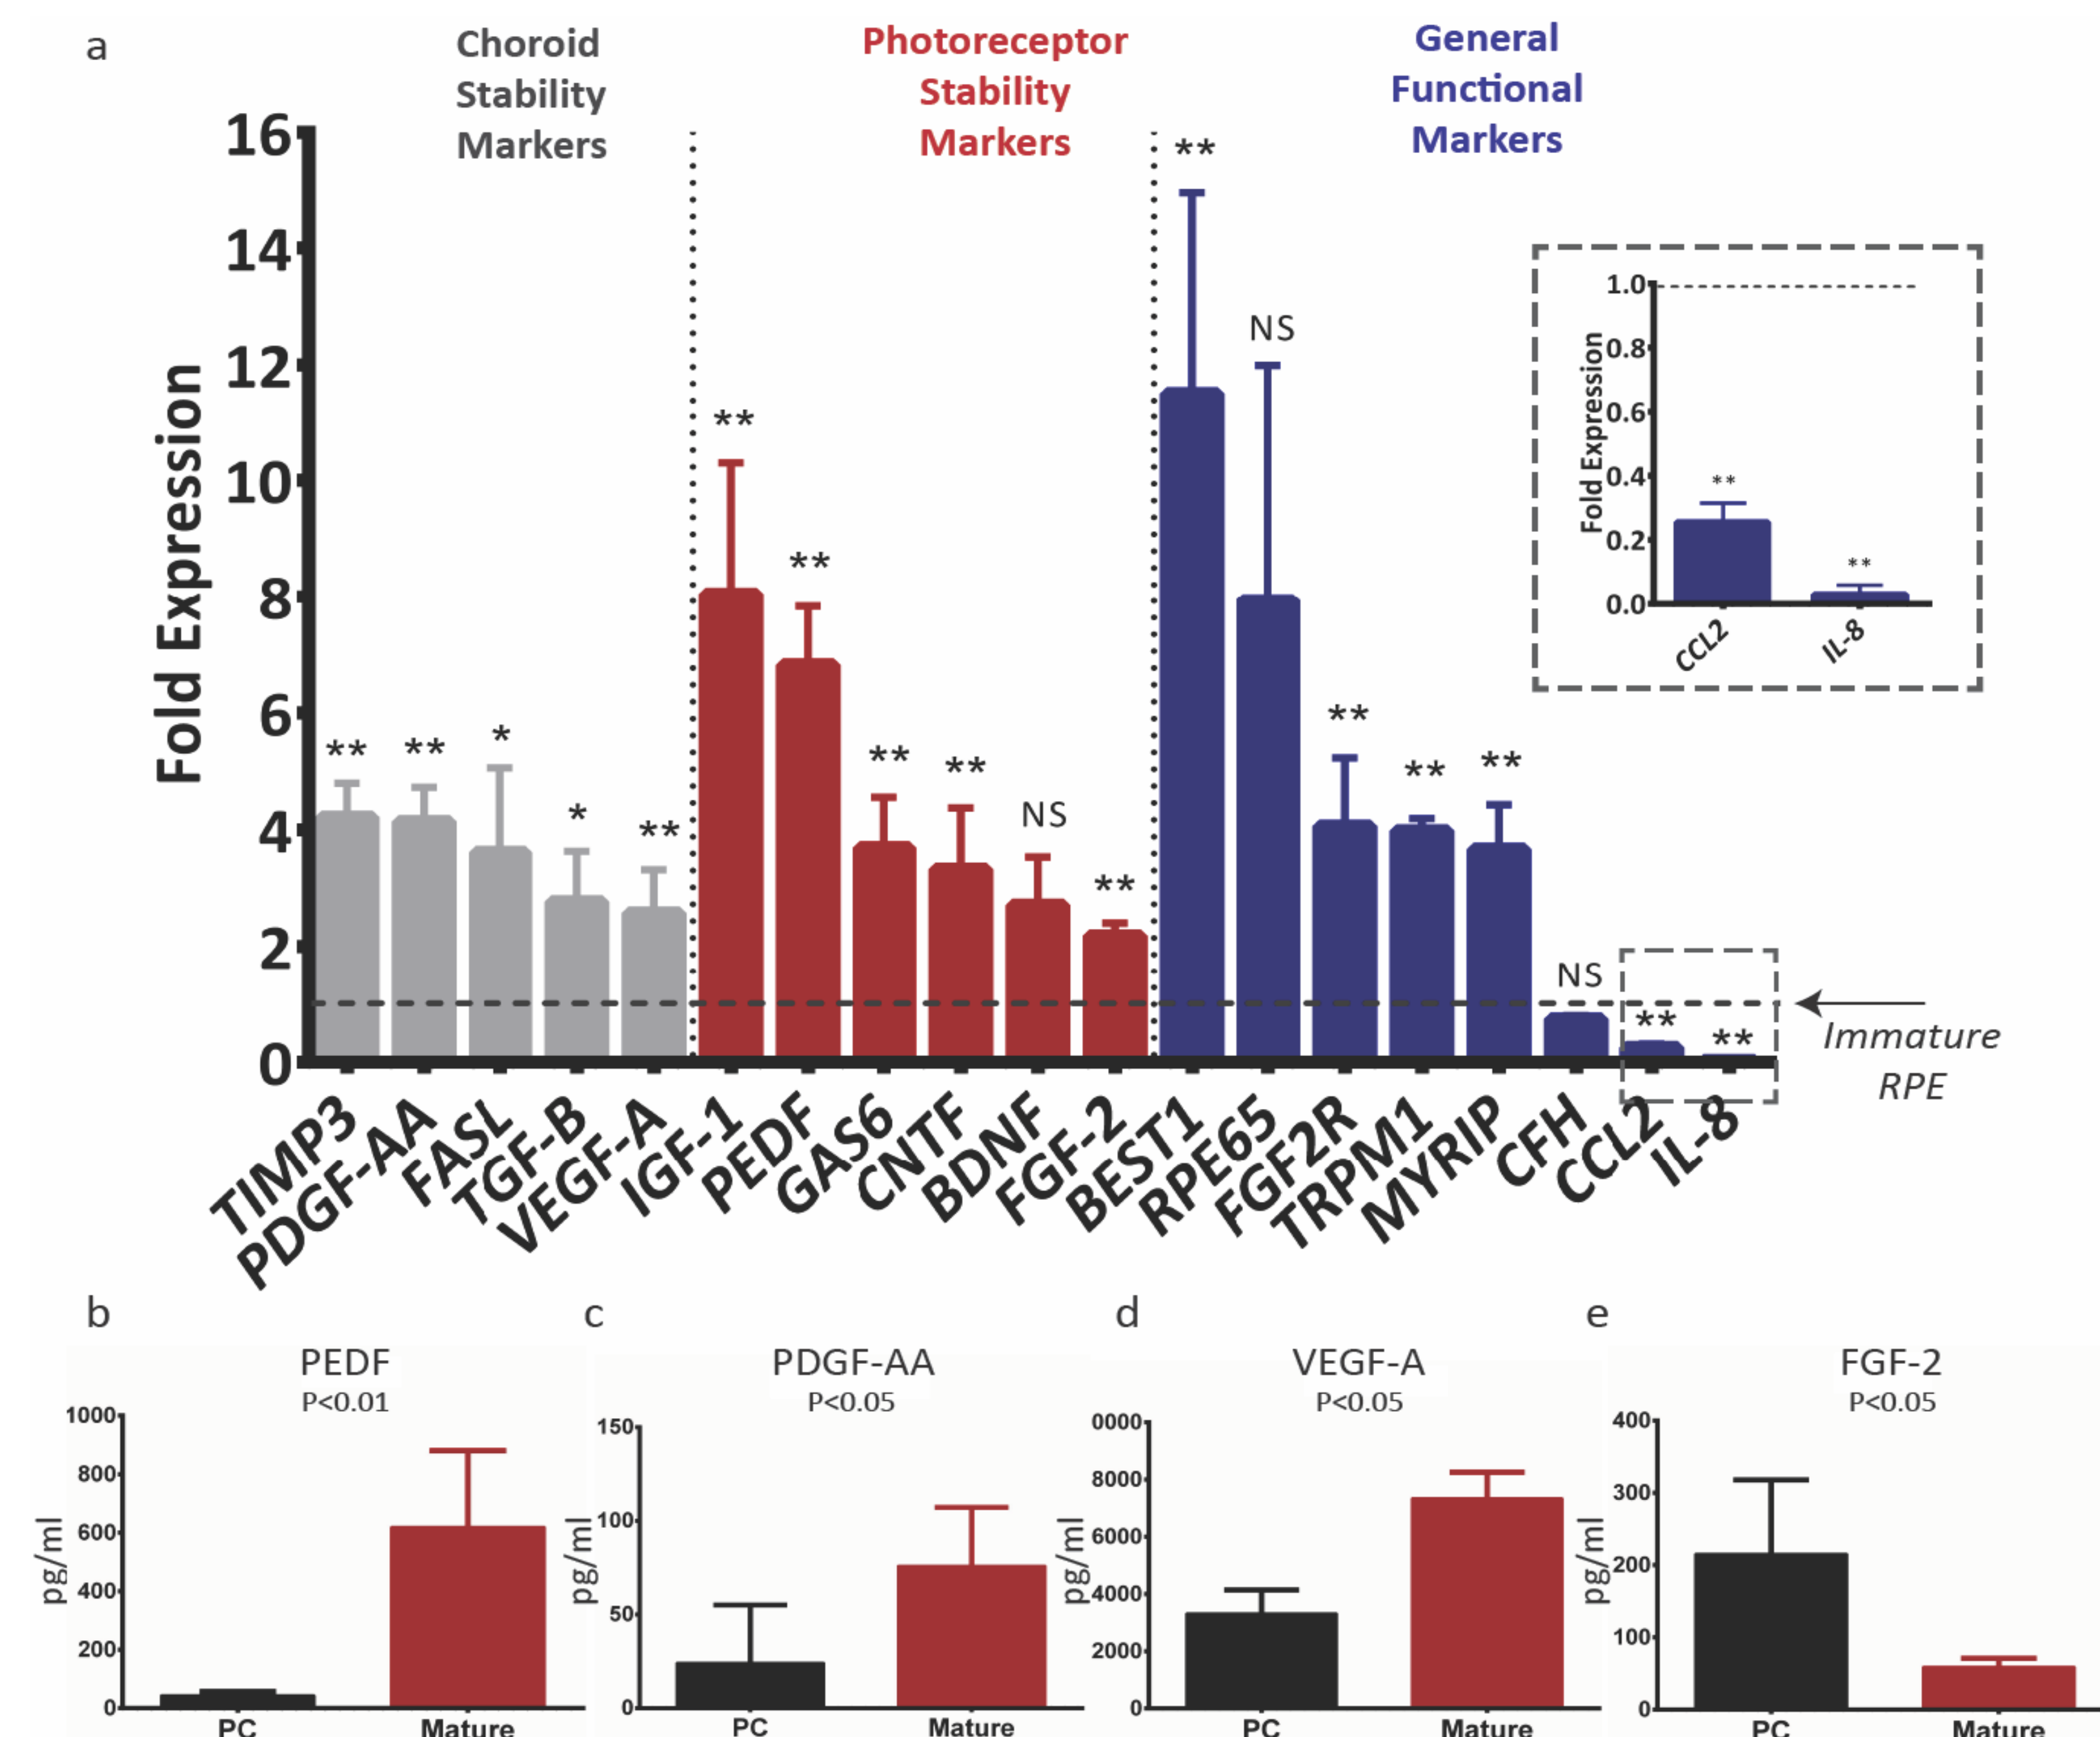 a
Choroid
Stability
Markers
Photoreceptor
Stability
Markers
General
Functional
Markers
Fold Expression
16
14
12
10
8
6
4
2
0
**
**
*
*
**
**
**
**
**
NS
**
**
NS
**
**
**
NS
**
**
Immature
RPE
TIMP3
PDGF-AA
FASL
TGF-B
VEGF-A
IGF-1
PEDF
GAS6
CNTF
BDNF
FGF-2
BEST1
RPE65
FGF2R
TRPM1
MYRIP
CFH
CCL2
IL-8
Fold Expression
1.0
0.8
0.6
0.4
0.2
0.0
**
**
CCL2
IL-8
b
PEDF
P<0.01
pg/ml
1000
800
600
400
200
0
PC
Mature
c
PDGF-AA
P<0.05
pg/ml
150
100
50
0
PC
Mature
d
VEGF-A
P<0.05
pg/ml
0000
8000
6000
4000
2000
0
PC
Mature
e
FGF-2
P<0.05
pg/ml
400
300
200
100
0
PC
Mature